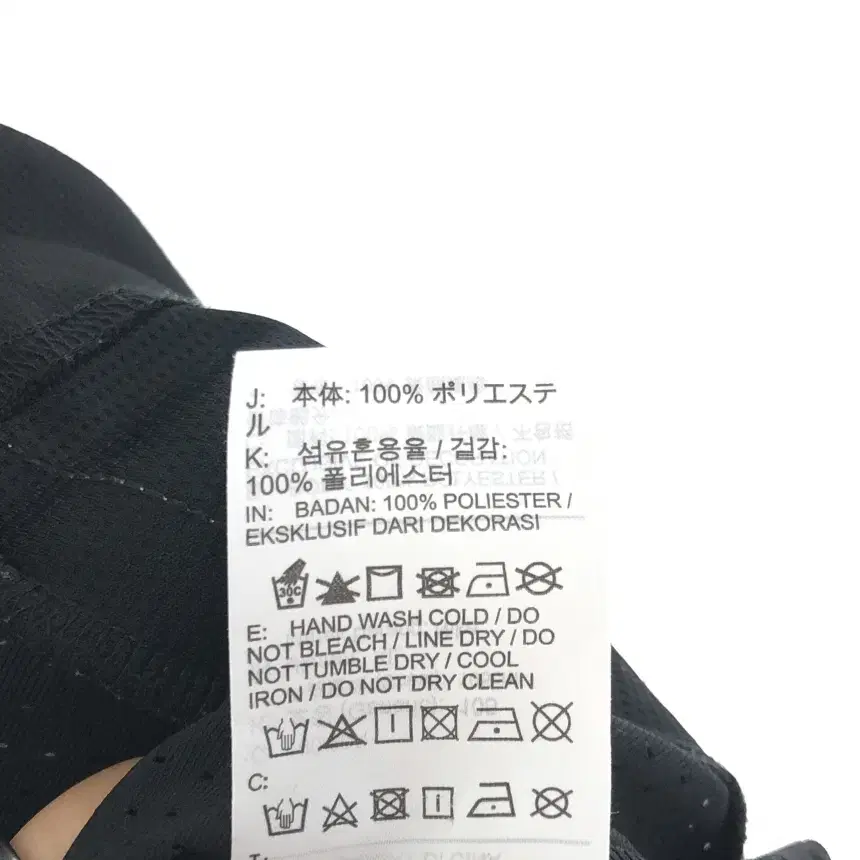 J: 本体: 100% ポリエステ
ル
K: 섬유혼용율 / 겉감:
100% 폴리에스터
IN: BADAN: 100% POLIESTER /
EKSKLUSIF DARI DEKORASI
30C
E: HAND WASH COLD / DO
NOT BLEACH / LINE DRY / DO
NOT TUMBLE DRY / COOL
IRON / DO NOT DRY CLEAN
C: